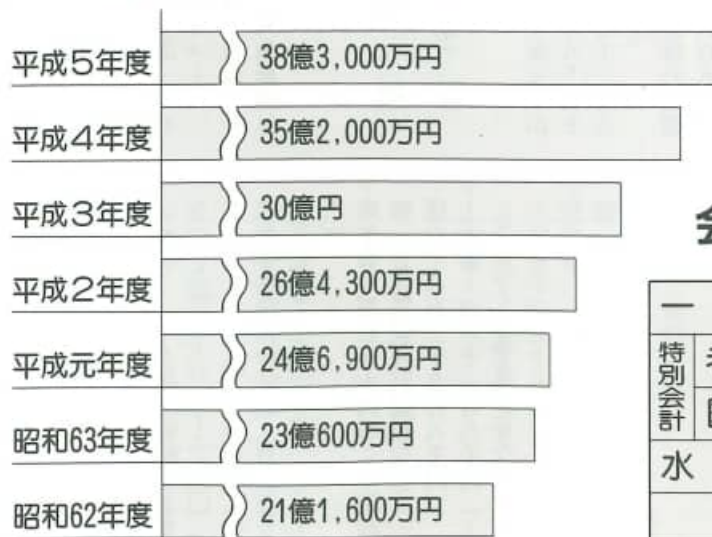 平成5年度 38億3,000万円
平成4年度 35億2,000万円
平成3年度 30億円
平成2年度 26億4,300万円
平成元年度 24億6,900万円
昭和63年度 23億600万円
昭和62年度 21億1,600万円
一
特別会計
水